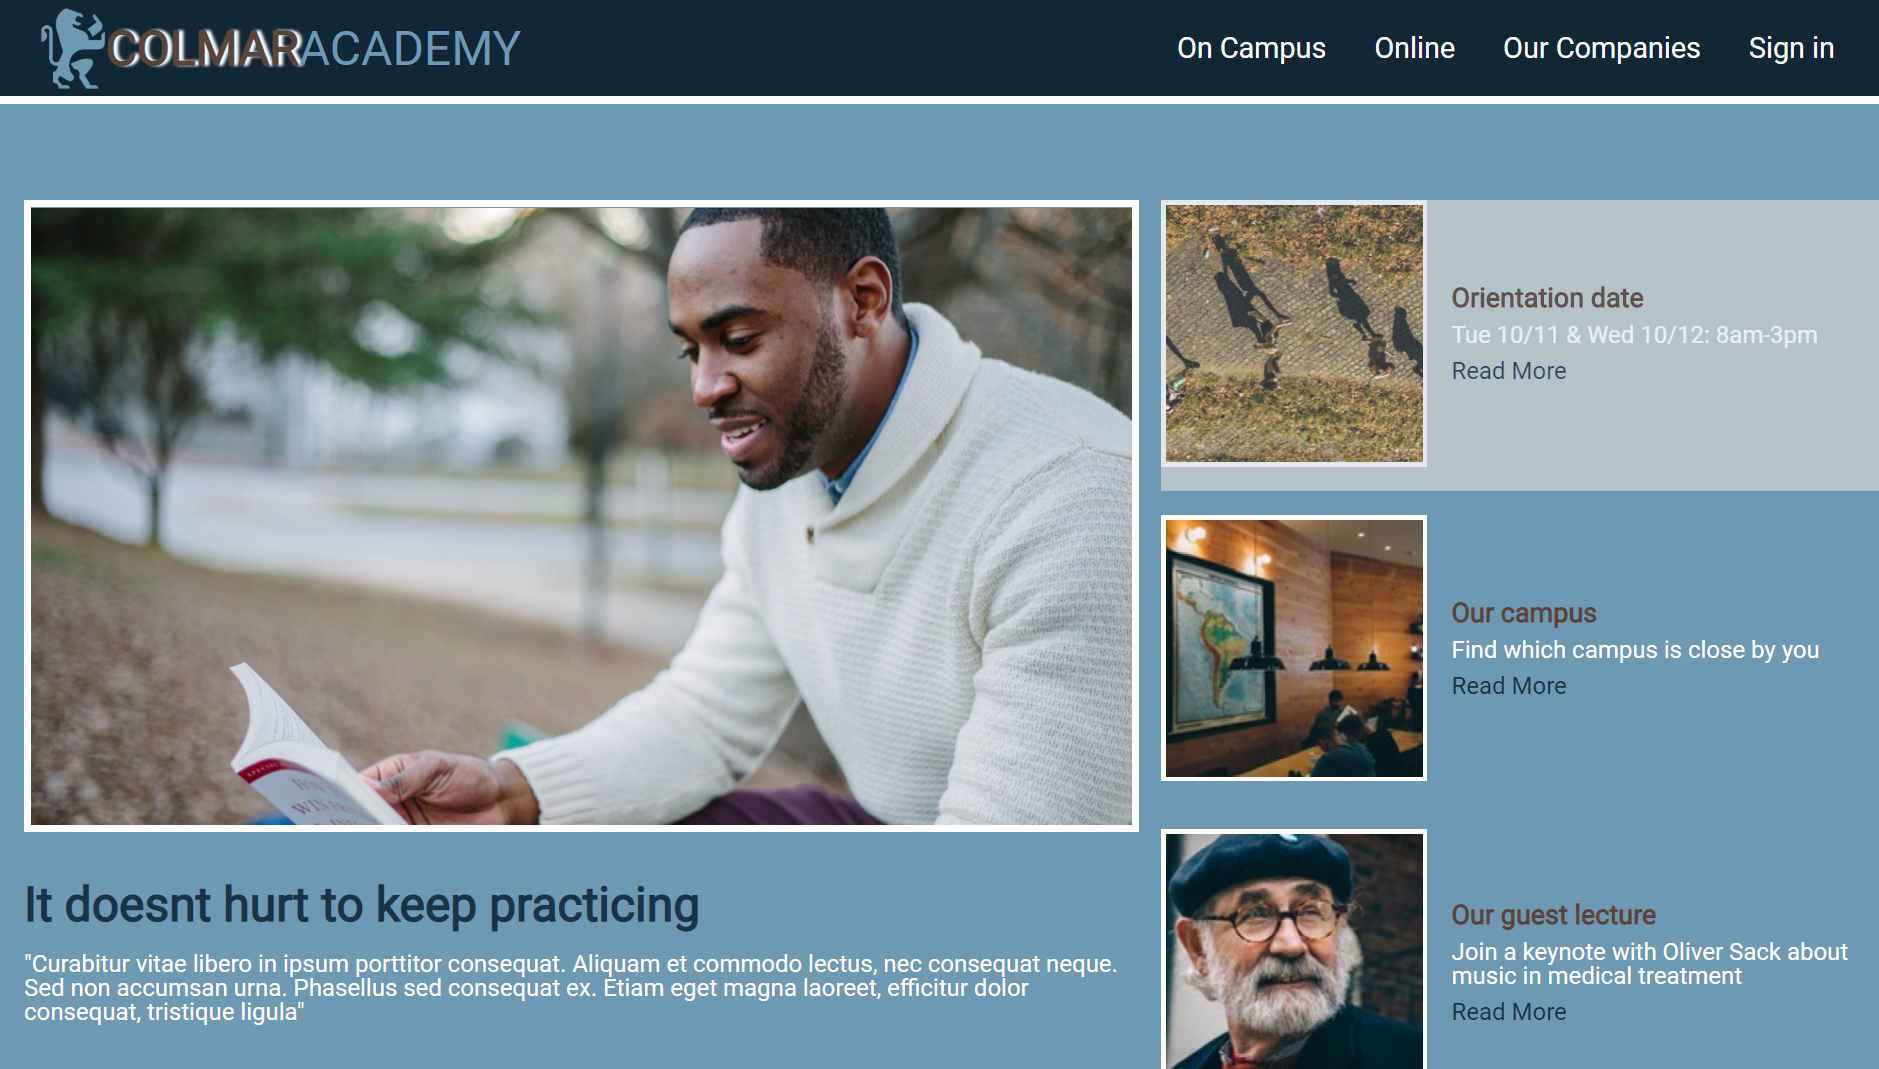 COLMARACADEMY
On Campus Online Our Companies Sign in
Orientation date
Tue 10/11 & Wed 10/12: 8am-3pm
Read More
Our campus
Find which campus is close by you
Read More
Our guest lecture
Join a keynote with Oliver Sack about
music in medical treatment
Read More
SPECIAL
It doesnt hurt to keep practicing
"Curabitur vitae libero in ipsum porttitor consequat. Aliquam et commodo lectus, nec consequat neque.
Sed non accumsan urna. Phasellus sed consequat ex. Etiam eget magna laoreet, efficitur dolor
consequat, tristique ligula"